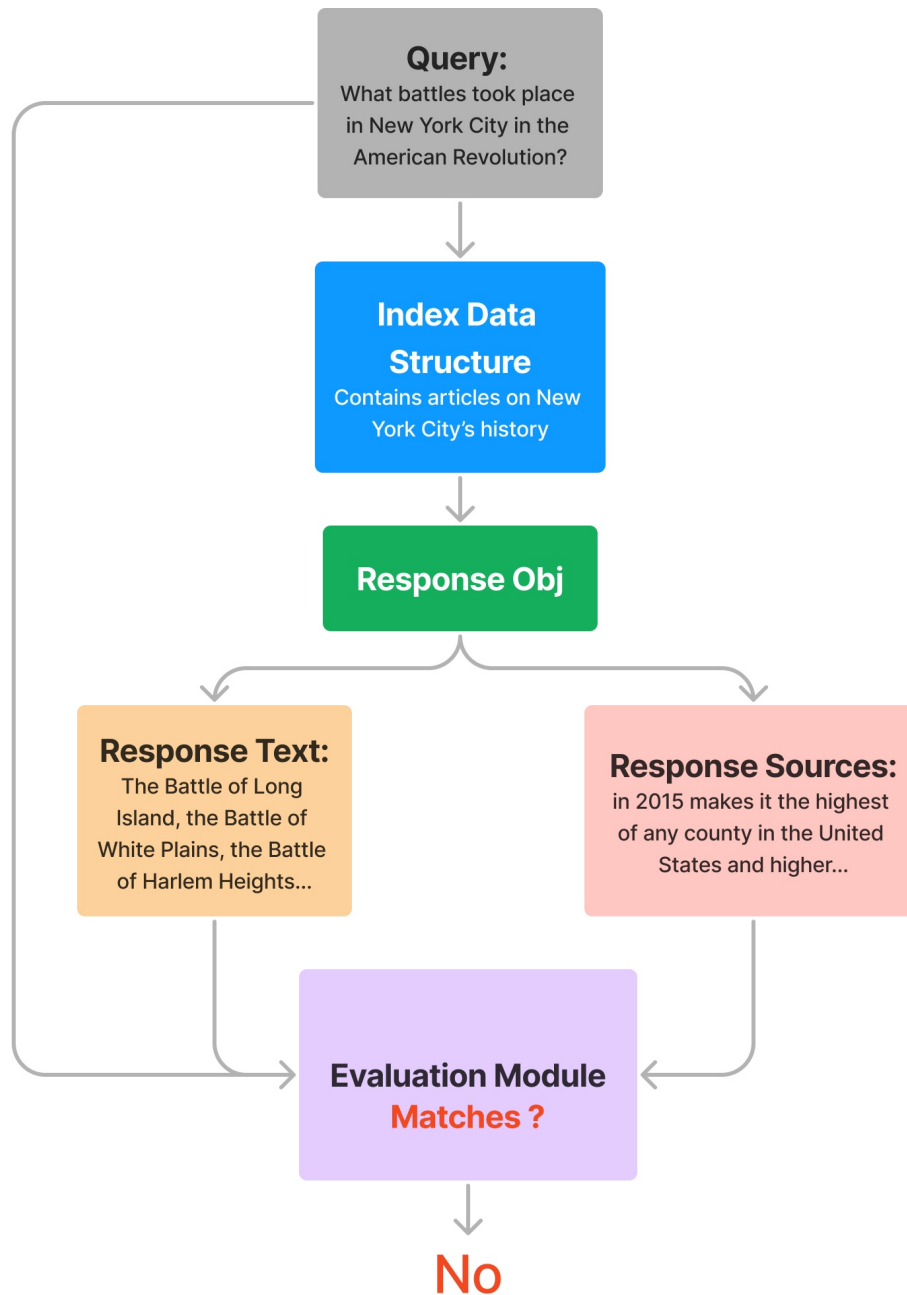 Query:
What battles took place
in New York City in the
American Revolution?
Index Data
Structure
Contains articles on New
York City’s history
Response Obj
Response Text:
The Battle of Long
Island, the Battle of
White Plains, the Battle
of Harlem Heights...
Response Sources:
in 2015 makes it the highest
of any county in the United
States and higher...
Evaluation Module
Matches ?
No